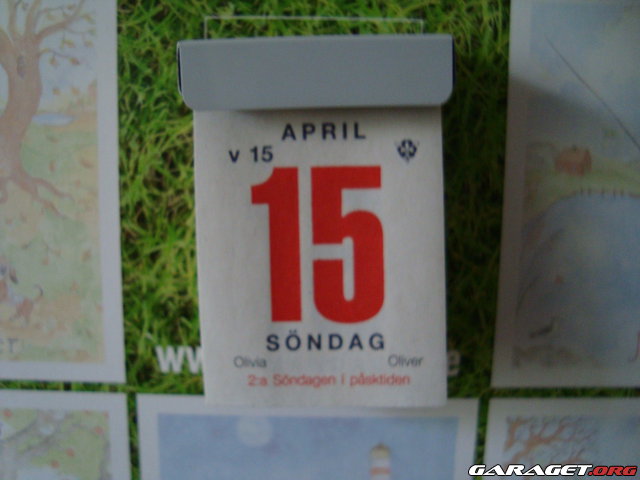 APRIL
v 15
15
SÖNDAG
Olivia Oliver
2:a Söndagen i påsktiden
GARAGET.ORG